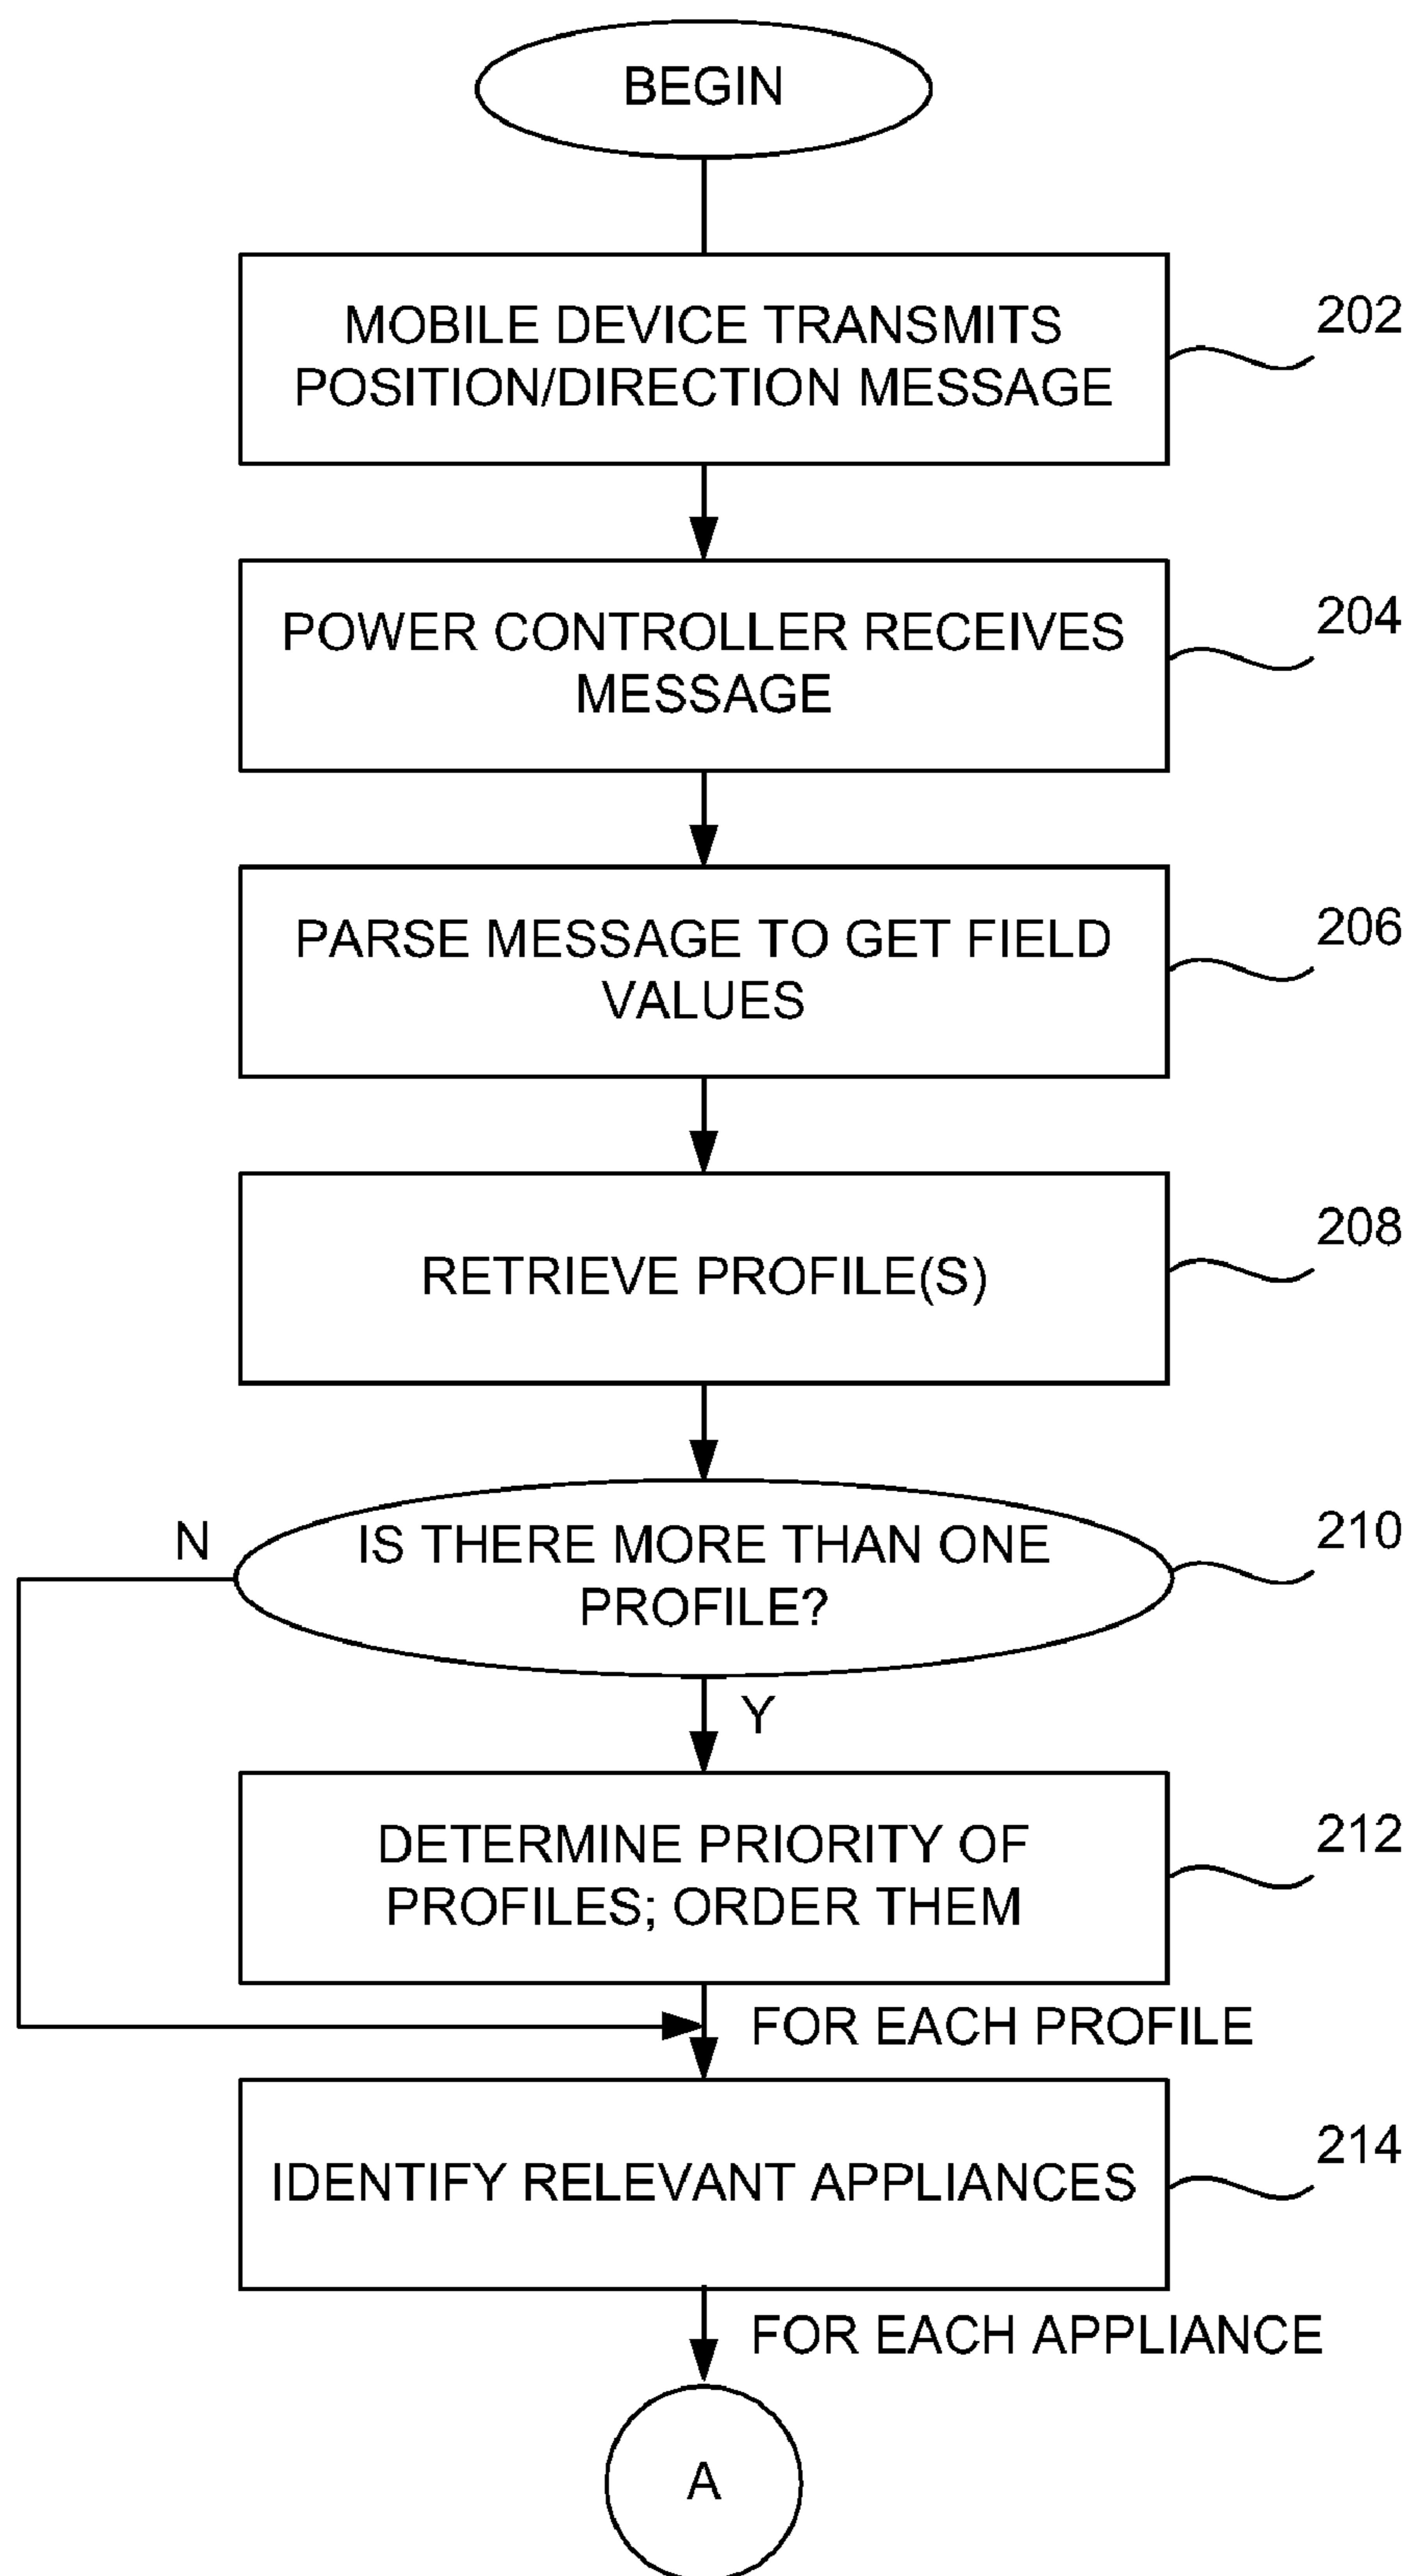 BEGIN
MOBILE DEVICE TRANSMITS
POSITION/DIRECTION MESSAGE
202
POWER CONTROLLER RECEIVES
MESSAGE
204
PARSE MESSAGE TO GET FIELD
VALUES
206
RETRIEVE PROFILE(S)
208
N
IS THERE MORE THAN ONE
PROFILE?
210
Y
DETERMINE PRIORITY OF
PROFILES; ORDER THEM
212
FOR EACH PROFILE
IDENTIFY RELEVANT APPLIANCES
214
FOR EACH APPLIANCE
A